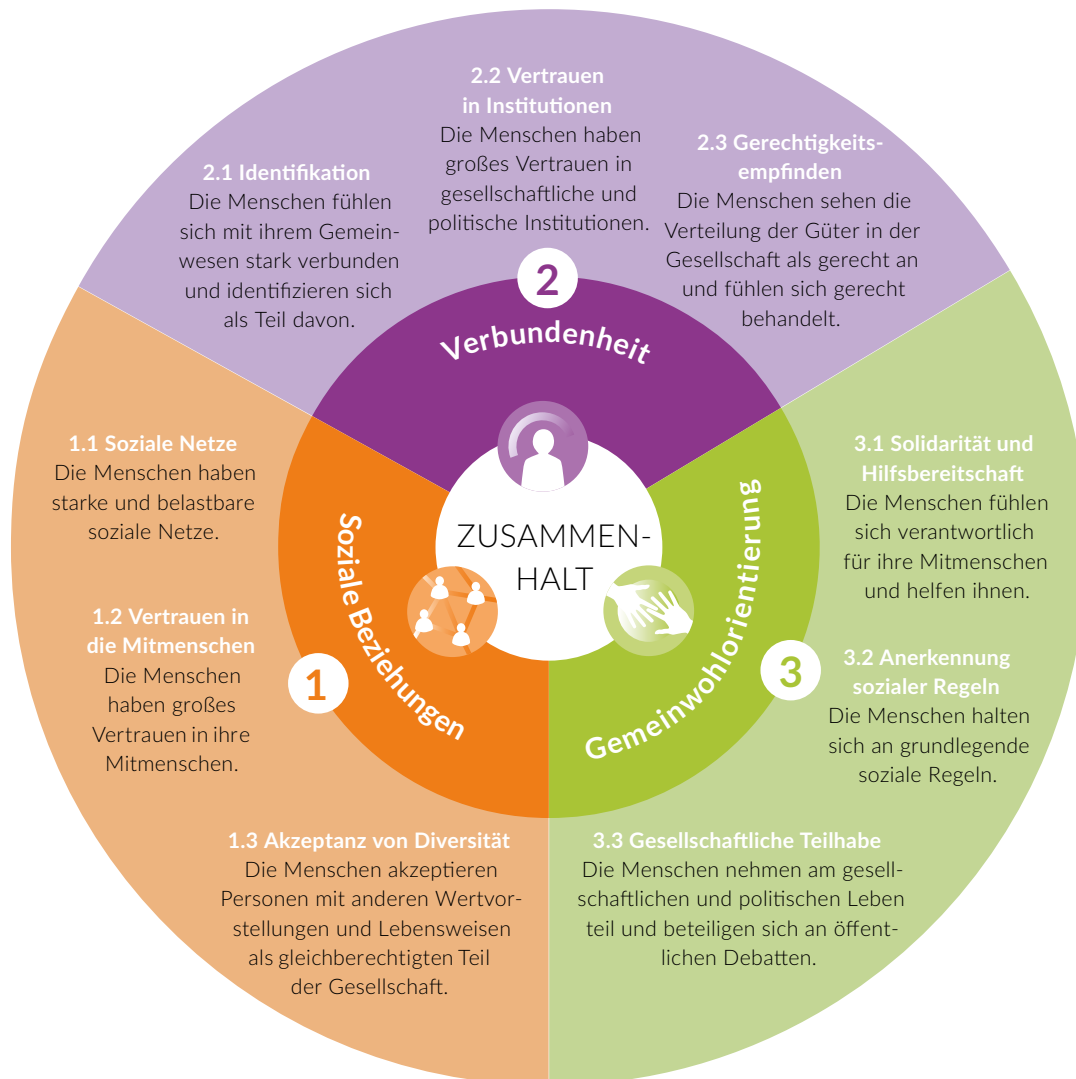 ZUSAMMEN-
HALT
1
Soziale Beziehungen
1.1 Soziale Netze
Die Menschen haben
starke und belastbare
soziale Netze.
1.2 Vertrauen in
die Mitmenschen
Die Menschen
haben großes
Vertrauen in ihre
Mitmenschen.
1.3 Akzeptanz von Diversität
Die Menschen akzeptieren
Personen mit anderen Wertvor-
stellungen und Lebensweisen
als gleichberechtigten Teil
der Gesellschaft.
2
Verbundenheit
2.1 Identifikation
Die Menschen fühlen
sich mit ihrem Gemein-
wesen stark verbunden
und identifizieren sich
als Teil davon.
2.2 Vertrauen
in Institutionen
Die Menschen haben
großes Vertrauen in
gesellschaftliche und
politische Institutionen.
2.3 Gerechtigkeits-
empfinden
Die Menschen sehen die
Verteilung der Güter in der
Gesellschaft als gerecht an
und fühlen sich gerecht
behandelt.
3
Gemeinwohlorientierung
3.1 Solidarität und
Hilfsbereitschaft
Die Menschen fühlen
sich verantwortlich
für ihre Mitmenschen
und helfen ihnen.
3.2 Anerkennung
sozialer Regeln
Die Menschen halten
sich an grundlegende
soziale Regeln.
3.3 Gesellschaftliche Teilhabe
Die Menschen nehmen am gesell-
schaftlichen und politischen Leben
teil und beteiligen sich an öffent-
lichen Debatten.